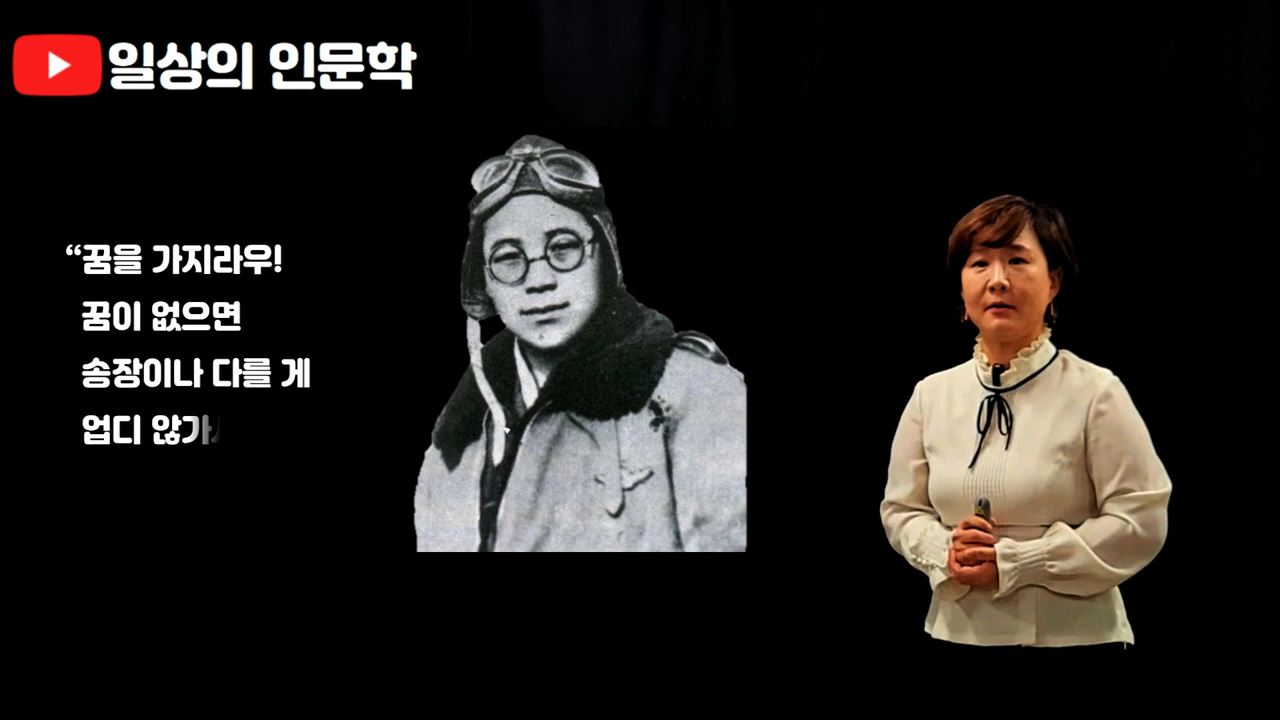 일상의 인문학
“꿈을 가지라우!
꿈이 없으면
송장이나 다를 게
업디 않가